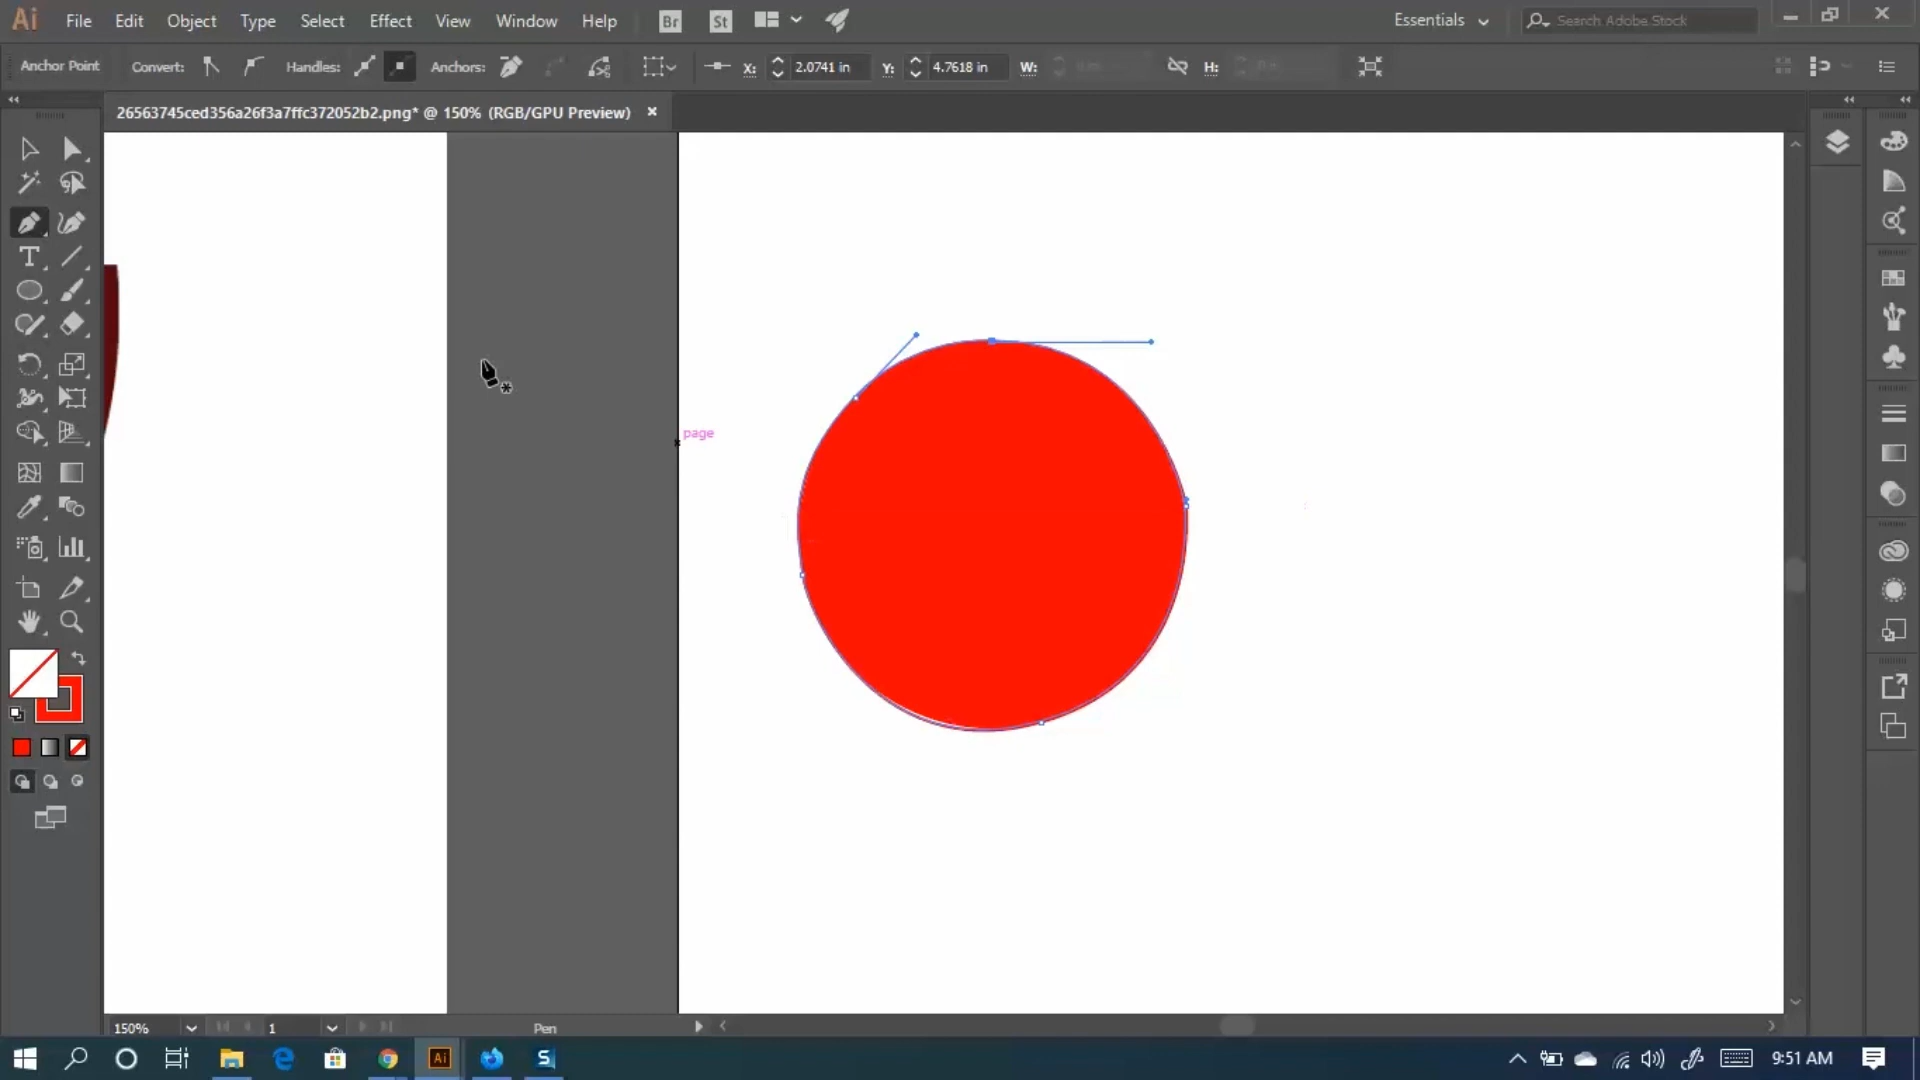 Ai File Edit Object Type Select Effect View Window Help Br St Essentials Search Adobe Stock
Anchor Point Convert: Handles: Anchors: X: 2.0741 in Y: 4.7618 in W: H:
26563745ced356a26f3a7ffc372052b2.png* @ 150% (RGB/GPU Preview)
page
150% 1 Pen
Ai S 9:51 AM